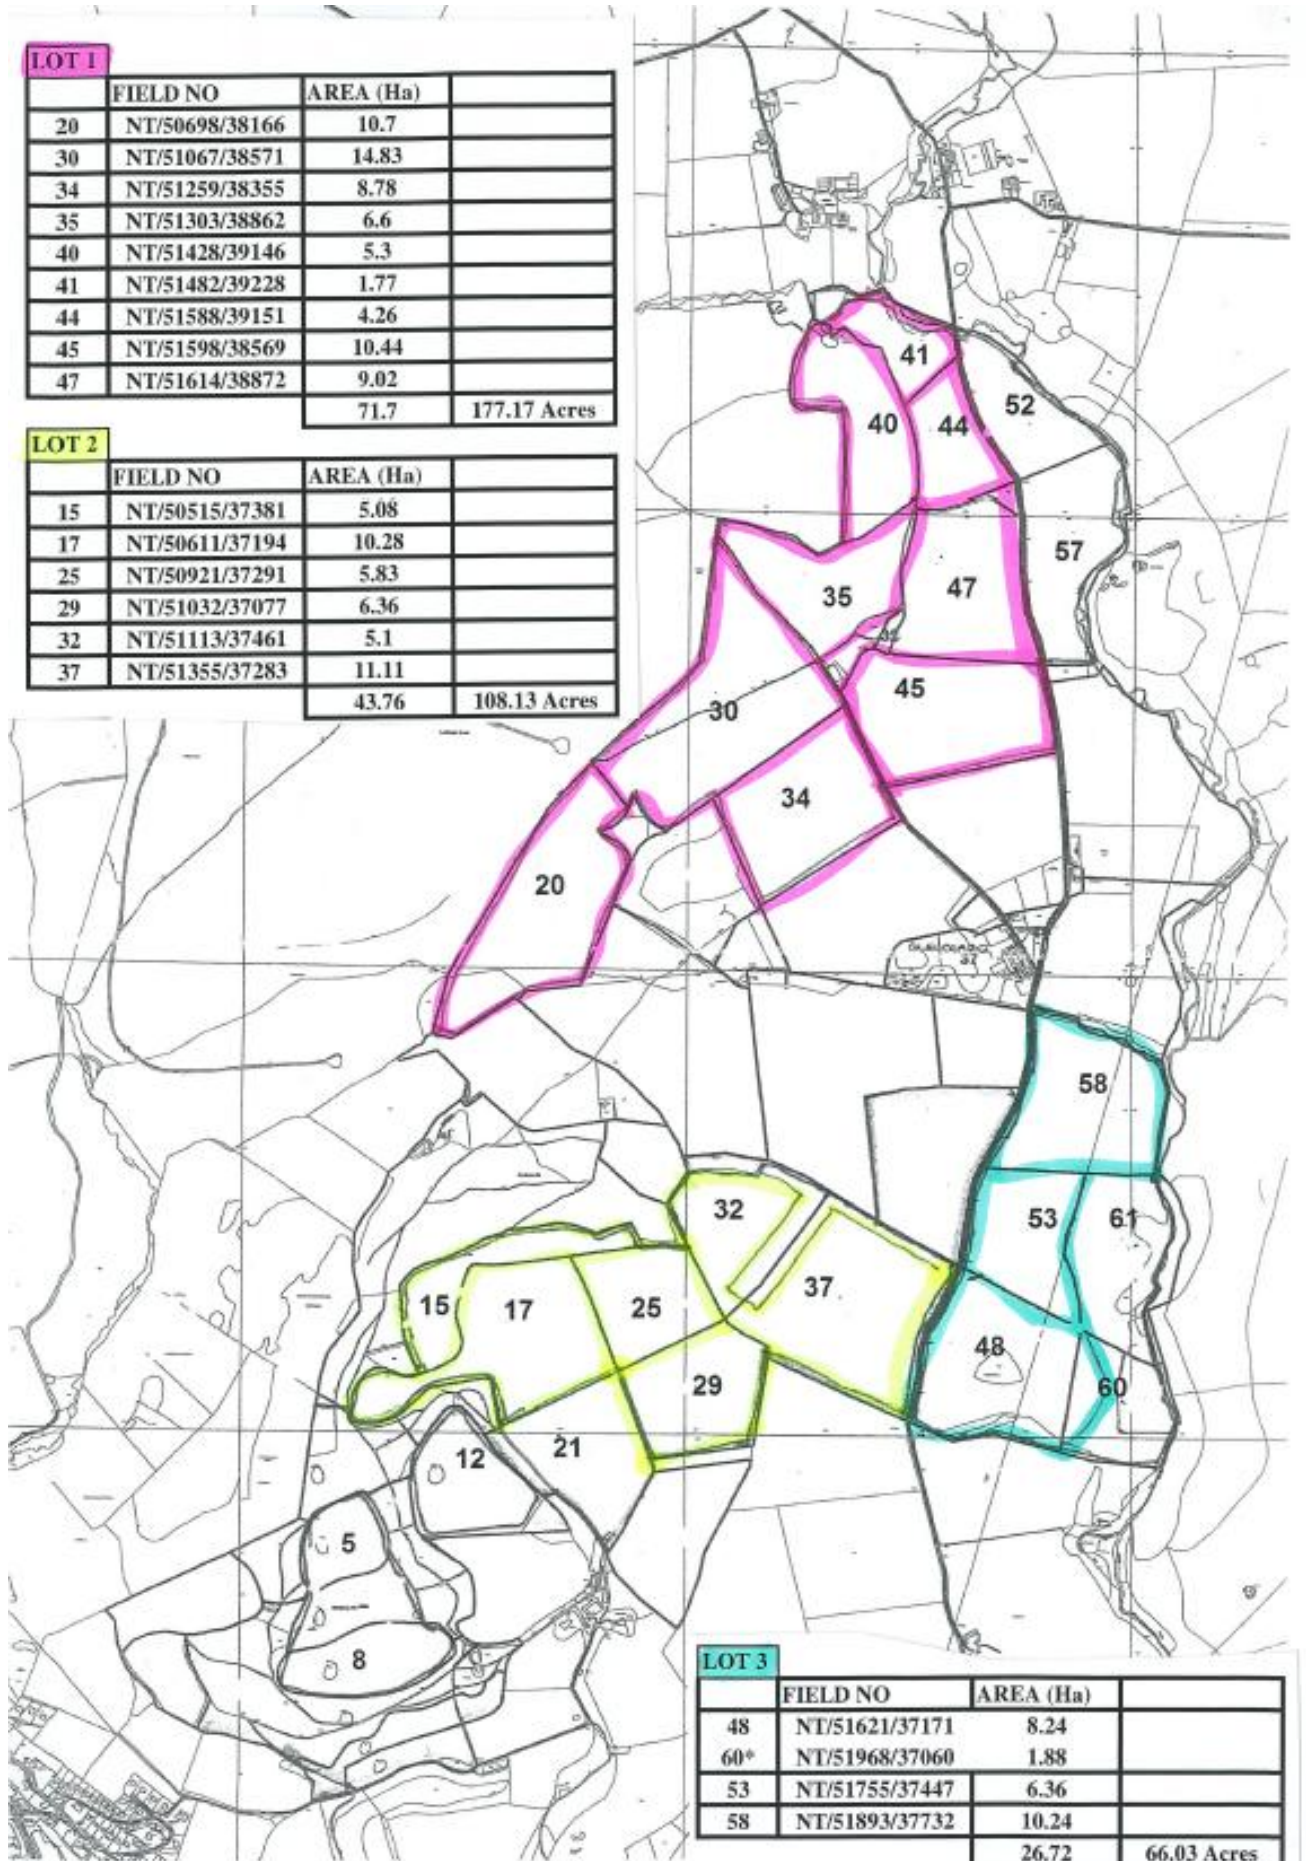 LOT 1
FIELD NO AREA (Ha)
20 NT/50698/38166 10.7
30 NT/51067/38571 14.83
34 NT/51259/38355 8.78
35 NT/51303/38862 6.6
40 NT/51428/39146 5.3
41 NT/51482/39228 1.77
44 NT/51588/39151 4.26
45 NT/51598/38569 10.44
47 NT/51614/38872 9.02
71.7 177.17 Acres
LOT 2
FIELD NO AREA (Ha)
15 NT/50515/37381 5.08
17 NT/50611/37194 10.28
25 NT/50921/37291 5.83
29 NT/51032/37077 6.36
32 NT/51113/37461 5.1
37 NT/51355/37283 11.11
43.76 108.13 Acres
41
52
40
44
57
35
47
45
30
34
20
58
32
53
61
37
15
17
25
48
29
60
21
12
5
8
LOT 3
FIELD NO AREA (Ha)
48 NT/51621/37171 8.24
60* NT/51968/37060 1.88
53 NT/51755/37447 6.36
58 NT/51893/37732 10.24
26.72 66.03 Acres